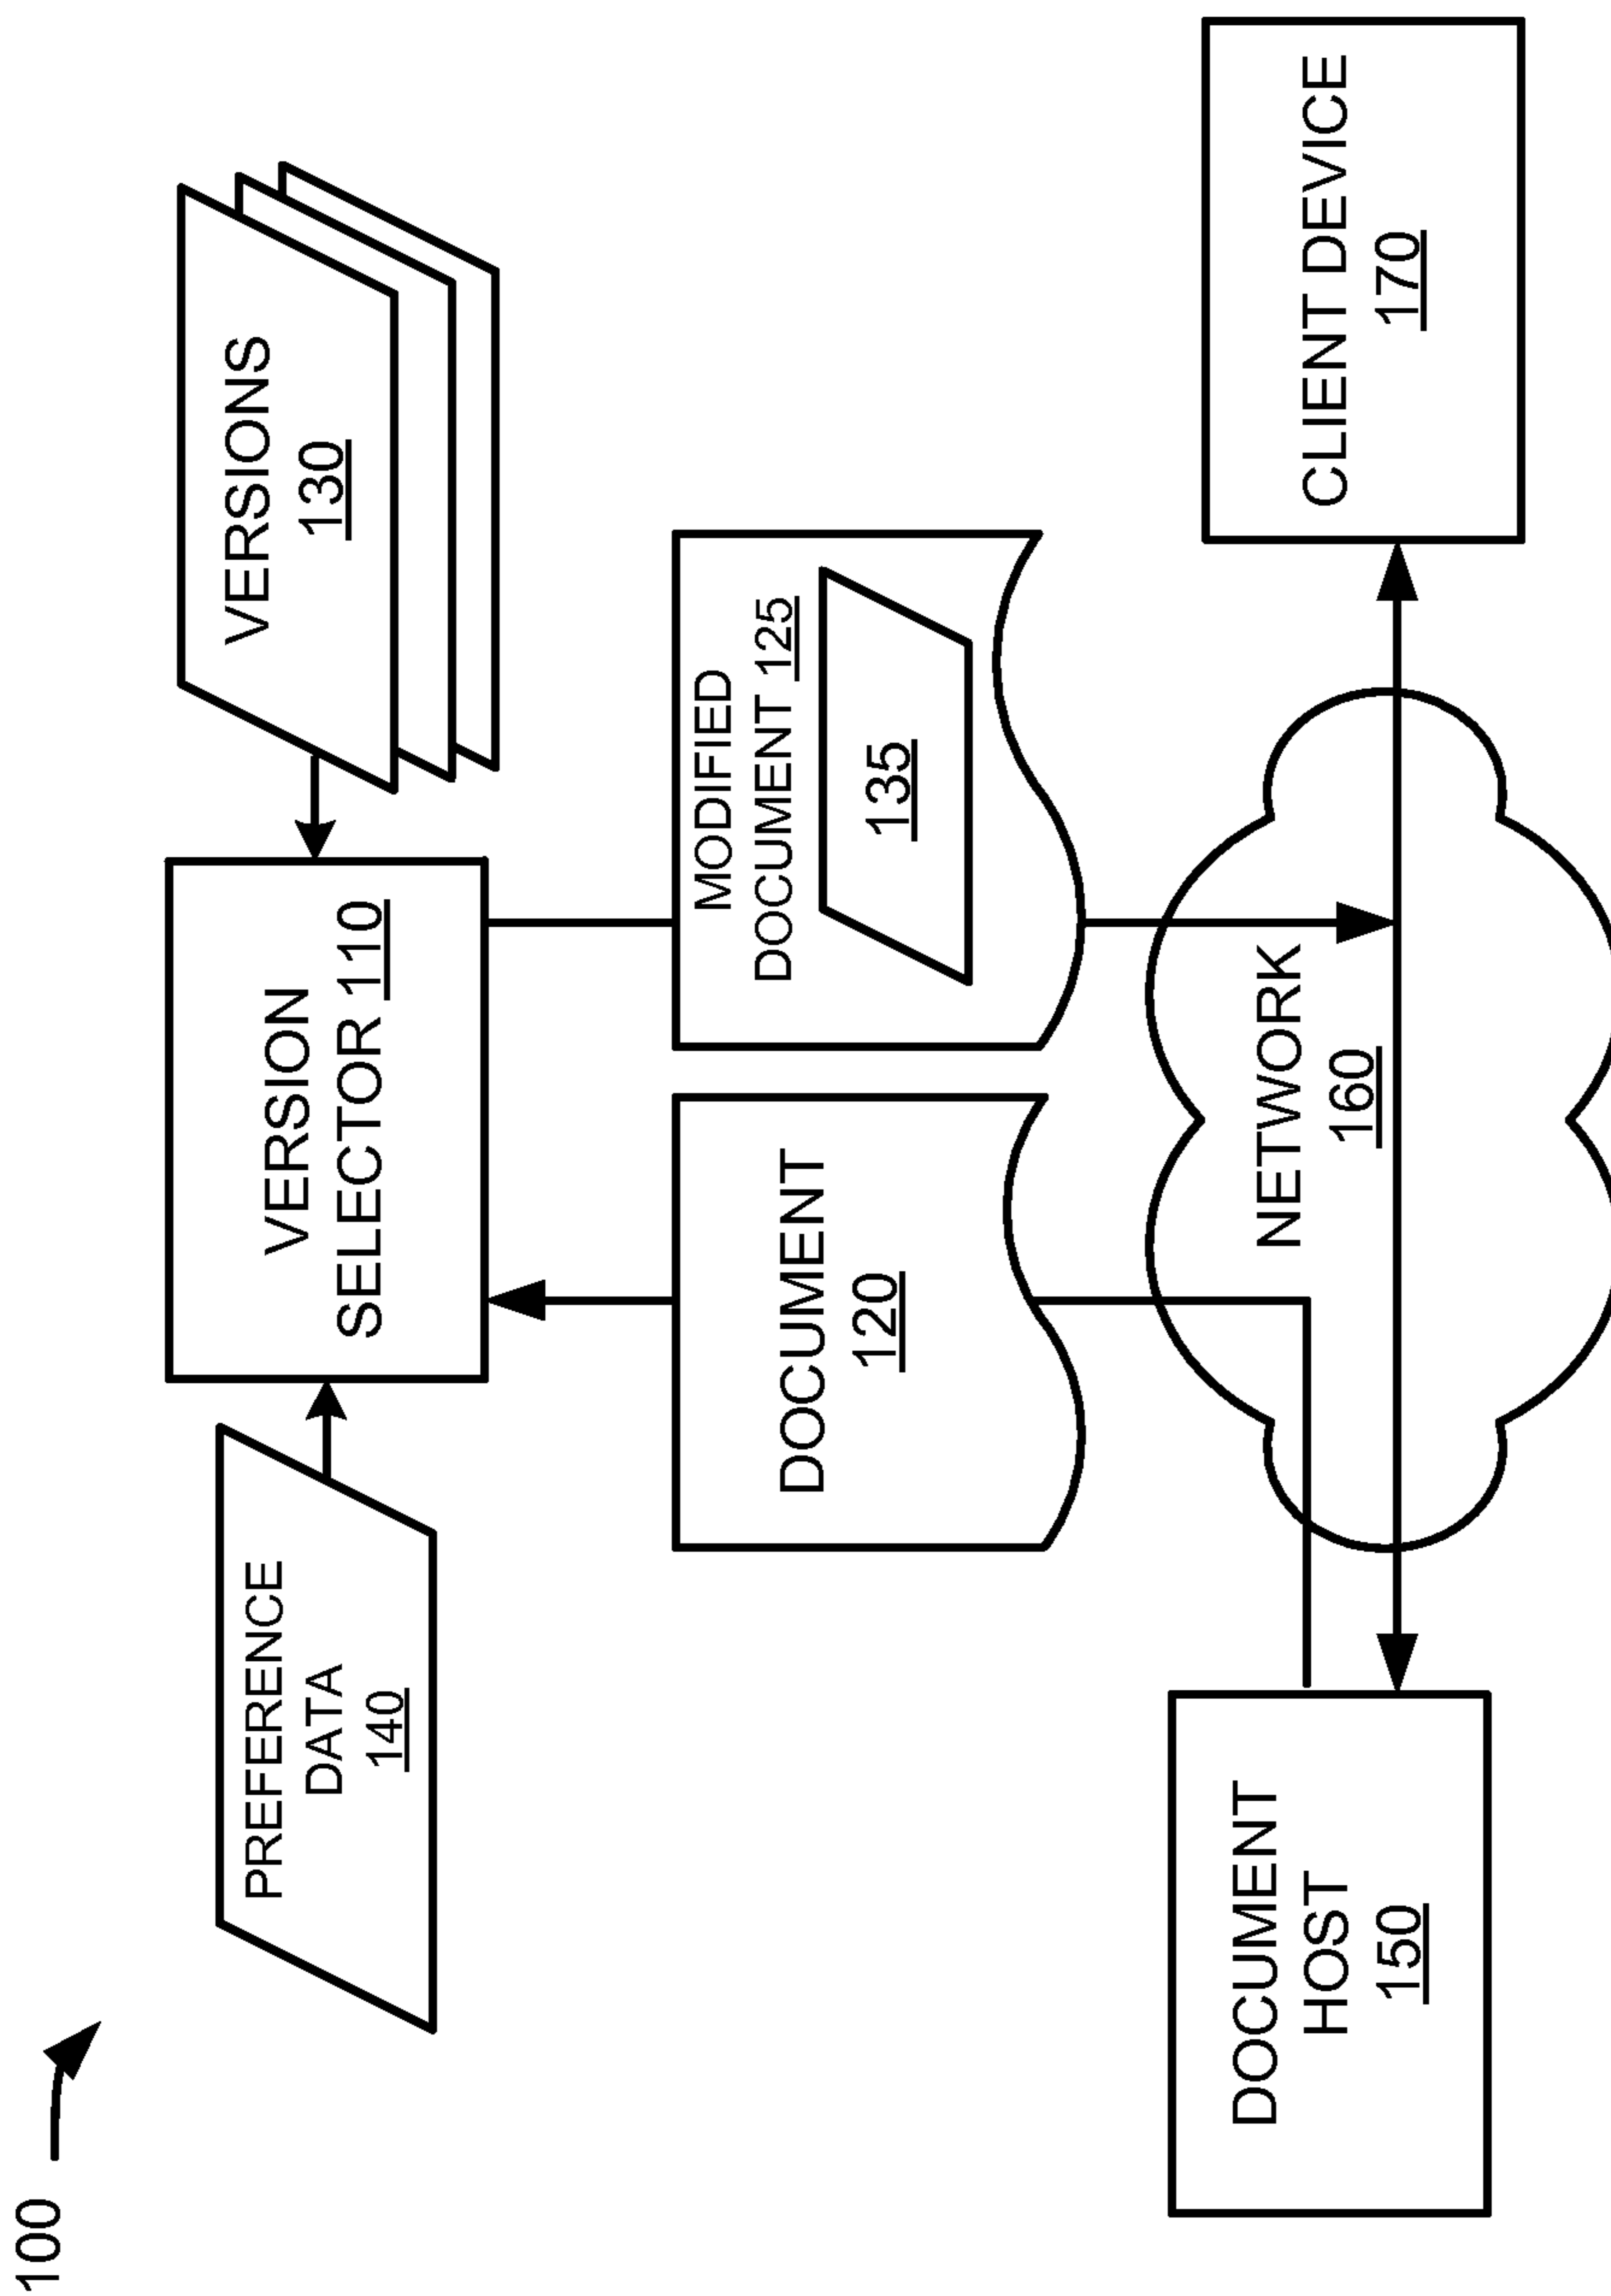 100
PREFERENCE
DATA
140
VERSION
SELECTOR 110
VERSIONS
130
DOCUMENT
120
MODIFIED
DOCUMENT 125
135
DOCUMENT
HOST
150
NETWORK
160
CLIENT DEVICE
170